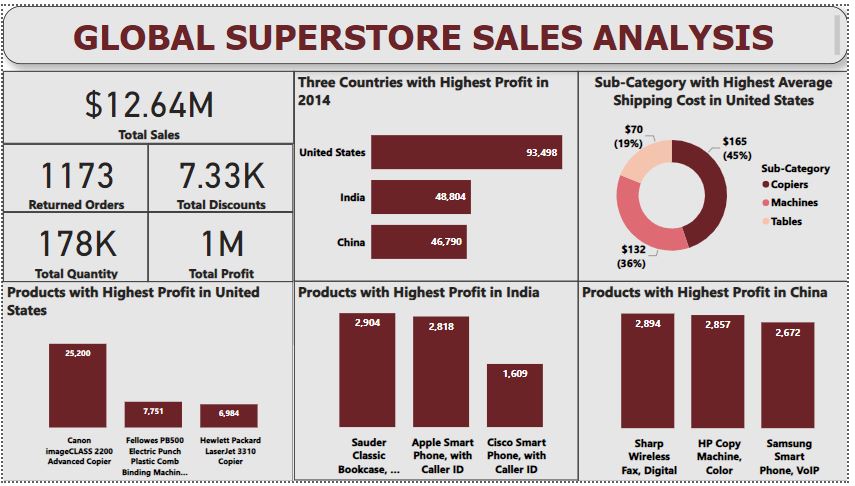 GLOBAL SUPERSTORE SALES ANALYSIS
$12.64M
Total Sales
1173
Returned Orders
7.33K
Total Discounts
178K
Total Quantity
1M
Total Profit
Three Countries with Highest Profit in
2014
United States
93,498
India
48,804
China
46,790
Sub-Category with Highest Average
Shipping Cost in United States
$70
(19%)
$165
(45%)
$132
(36%)
Sub-Category
Copiers
Machines
Tables
Products with Highest Profit in United
States
25,200
7,751
6,984
Canon
imageCLASS 2200
Advanced Copier
Fellowes PB500
Electric Punch
Plastic Comb
Binding Machin...
Hewlett Packard
LaserJet 3310
Copier
Products with Highest Profit in India
2,904
2,818
1,609
Sauder
Classic
Bookcase, ...
Apple Smart
Phone, with
Caller ID
Cisco Smart
Phone, with
Caller ID
Products with Highest Profit in China
2,894
2,857
2,672
Sharp
Wireless
Fax, Digital
HP Copy
Machine,
Color
Samsung
Smart
Phone, VoIP